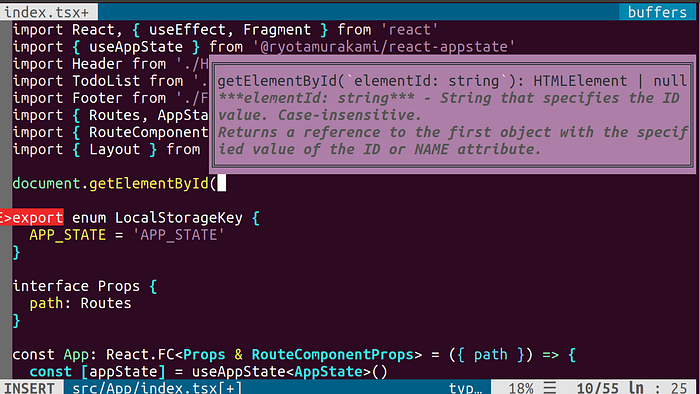 index.tsx+ buffers
import React, { useEffect, Fragment } from 'react'
import { useAppState } from '@ryotamurakami/react-appstate'
import Header from './H
import TodoList from '.
import Footer from './F
import { Routes, AppSta
import { RouteComponent
import { Layout } from
getElementById(`elementId: string`): HTMLElement | null
***elementId: string*** - String that specifies the ID
value. Case-insensitive.
Returns a reference to the first object with the specif
ied value of the ID or NAME attribute.
document.getElementById(
E>export enum LocalStorageKey {
APP_STATE = 'APP_STATE'
}
interface Props {
path: Routes
}
const App: React.FC<Props & RouteComponentProps> = ({ path }) => {
const [appState] = useAppState<AppState>()
INSERT src/App/index.tsx[+] typ… 18% ☰ 10/55 ln : 25